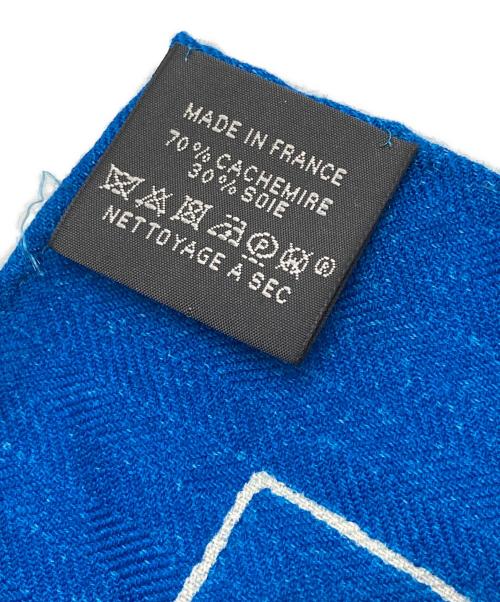 MADE IN FRANCE
70% CACHEMIRE
30% SOIE
P W ®
NETTOYAGE A SEC